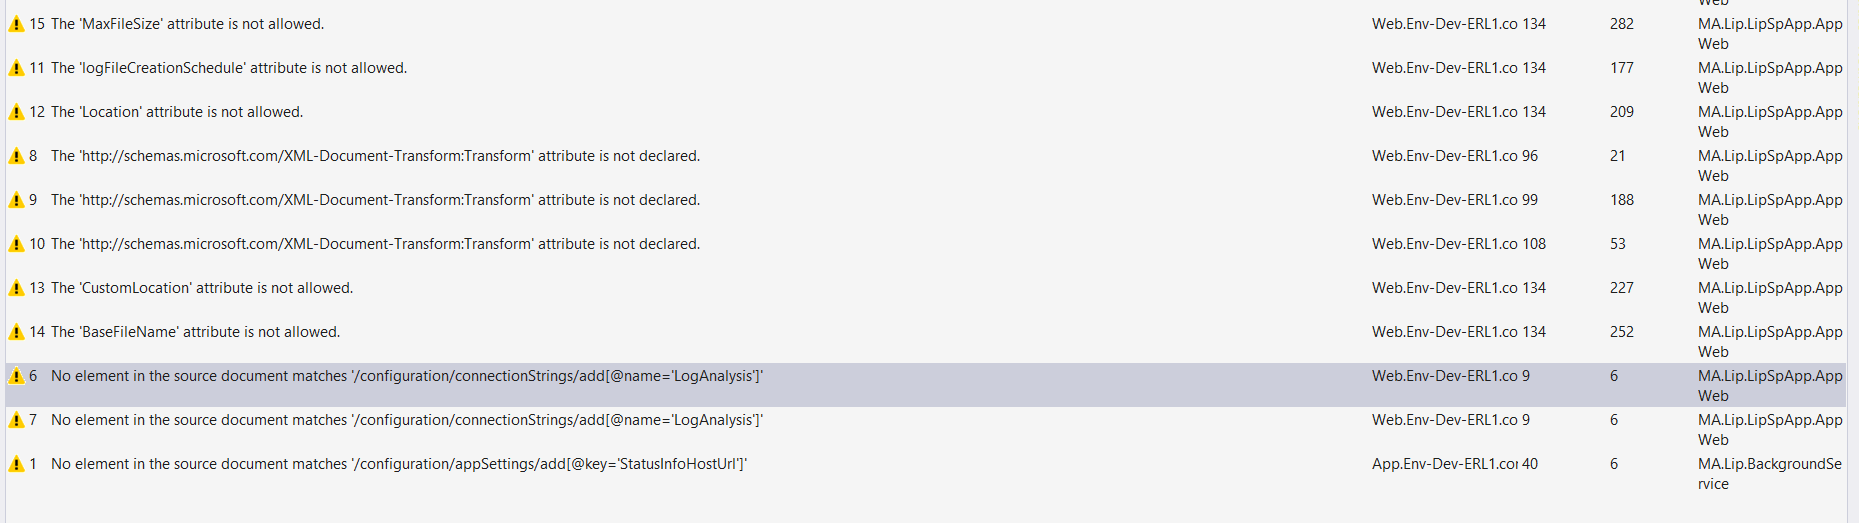 Web
15 The 'MaxFileSize' attribute is not allowed. Web.Env-Dev-ERL1.co 134 282 MA.Lip.LipSpApp.App
Web
11 The 'logFileCreationSchedule' attribute is not allowed. Web.Env-Dev-ERL1.co 134 177 MA.Lip.LipSpApp.App
Web
12 The 'Location' attribute is not allowed. Web.Env-Dev-ERL1.co 134 209 MA.Lip.LipSpApp.App
Web
8 The 'http://schemas.microsoft.com/XML-Document-Transform:Transform' attribute is not declared. Web.Env-Dev-ERL1.co 96 21 MA.Lip.LipSpApp.App
Web
9 The 'http://schemas.microsoft.com/XML-Document-Transform:Transform' attribute is not declared. Web.Env-Dev-ERL1.co 99 188 MA.Lip.LipSpApp.App
Web
10 The 'http://schemas.microsoft.com/XML-Document-Transform:Transform' attribute is not declared. Web.Env-Dev-ERL1.co 108 53 MA.Lip.LipSpApp.App
Web
13 The 'CustomLocation' attribute is not allowed. Web.Env-Dev-ERL1.co 134 227 MA.Lip.LipSpApp.App
Web
14 The 'BaseFileName' attribute is not allowed. Web.Env-Dev-ERL1.co 134 252 MA.Lip.LipSpApp.App
Web
6 No element in the source document matches '/configuration/connectionStrings/add[@name='LogAnalysis']' Web.Env-Dev-ERL1.co 9 6 MA.Lip.LipSpApp.App
Web
7 No element in the source document matches '/configuration/connectionStrings/add[@name='LogAnalysis']' Web.Env-Dev-ERL1.co 9 6 MA.Lip.LipSpApp.App
Web
1 No element in the source document matches '/configuration/appSettings/add[@key='StatusInfoHostUrl']' App.Env-Dev-ERL1.con 40 6 MA.Lip.BackgroundSe
rvice